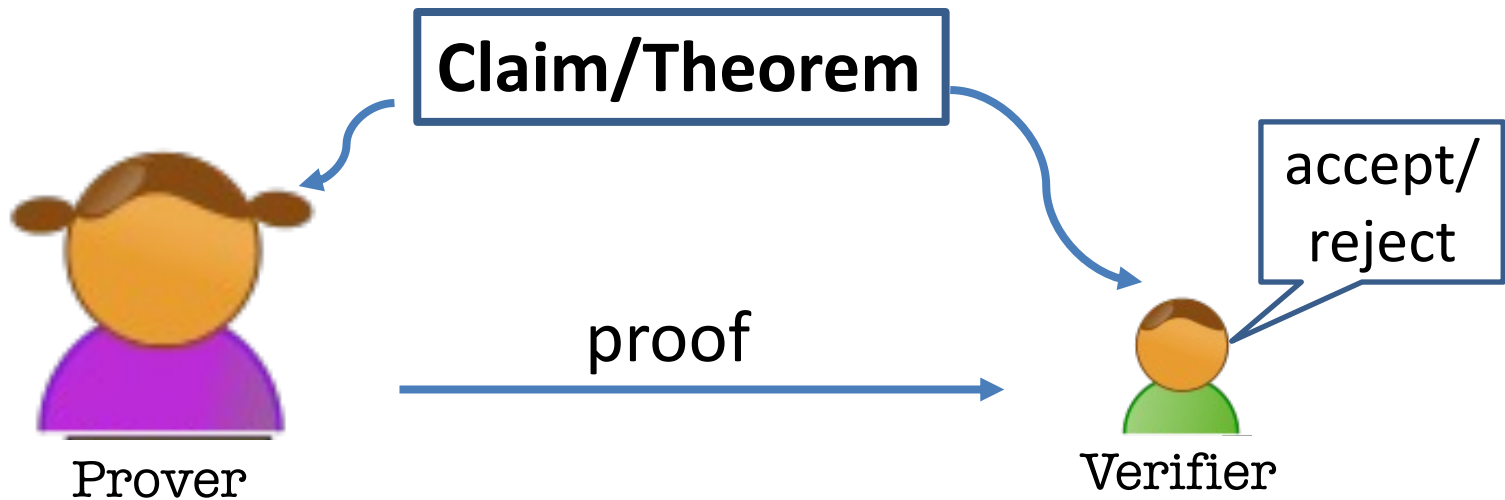 Claim/Theorem
accept/
reject
proof
Prover
Verifier